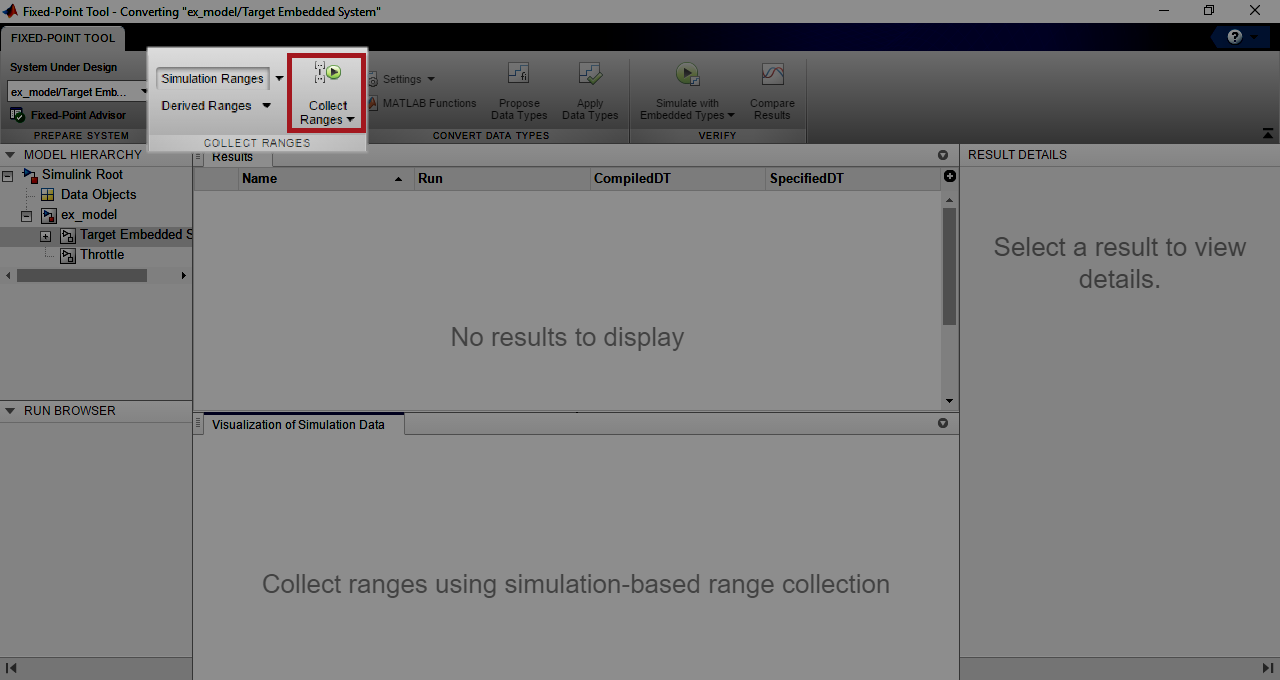 Fixed-Point Tool - Converting "ex_model/Target Embedded System"
FIXED-POINT TOOL
System Under Design
ex_model/Target Emb...
Fixed-Point Advisor
PREPARE SYSTEM
Simulation Ranges
Derived Ranges
Collect
Ranges
COLLECT RANGES
Settings
MATLAB Functions
Propose
Data Types
Apply
Data Types
CONVERT DATA TYPES
Simulate with
Embedded Types
Compare
Results
VERIFY
MODEL HIERARCHY
Simulink Root
Data Objects
ex_model
Target Embedded S
Throttle
RUN BROWSER
Results
Name
Run
CompiledDT
SpecifiedDT
No results to display
Visualization of Simulation Data
Collect ranges using simulation-based range collection
RESULT DETAILS
Select a result to view
details.